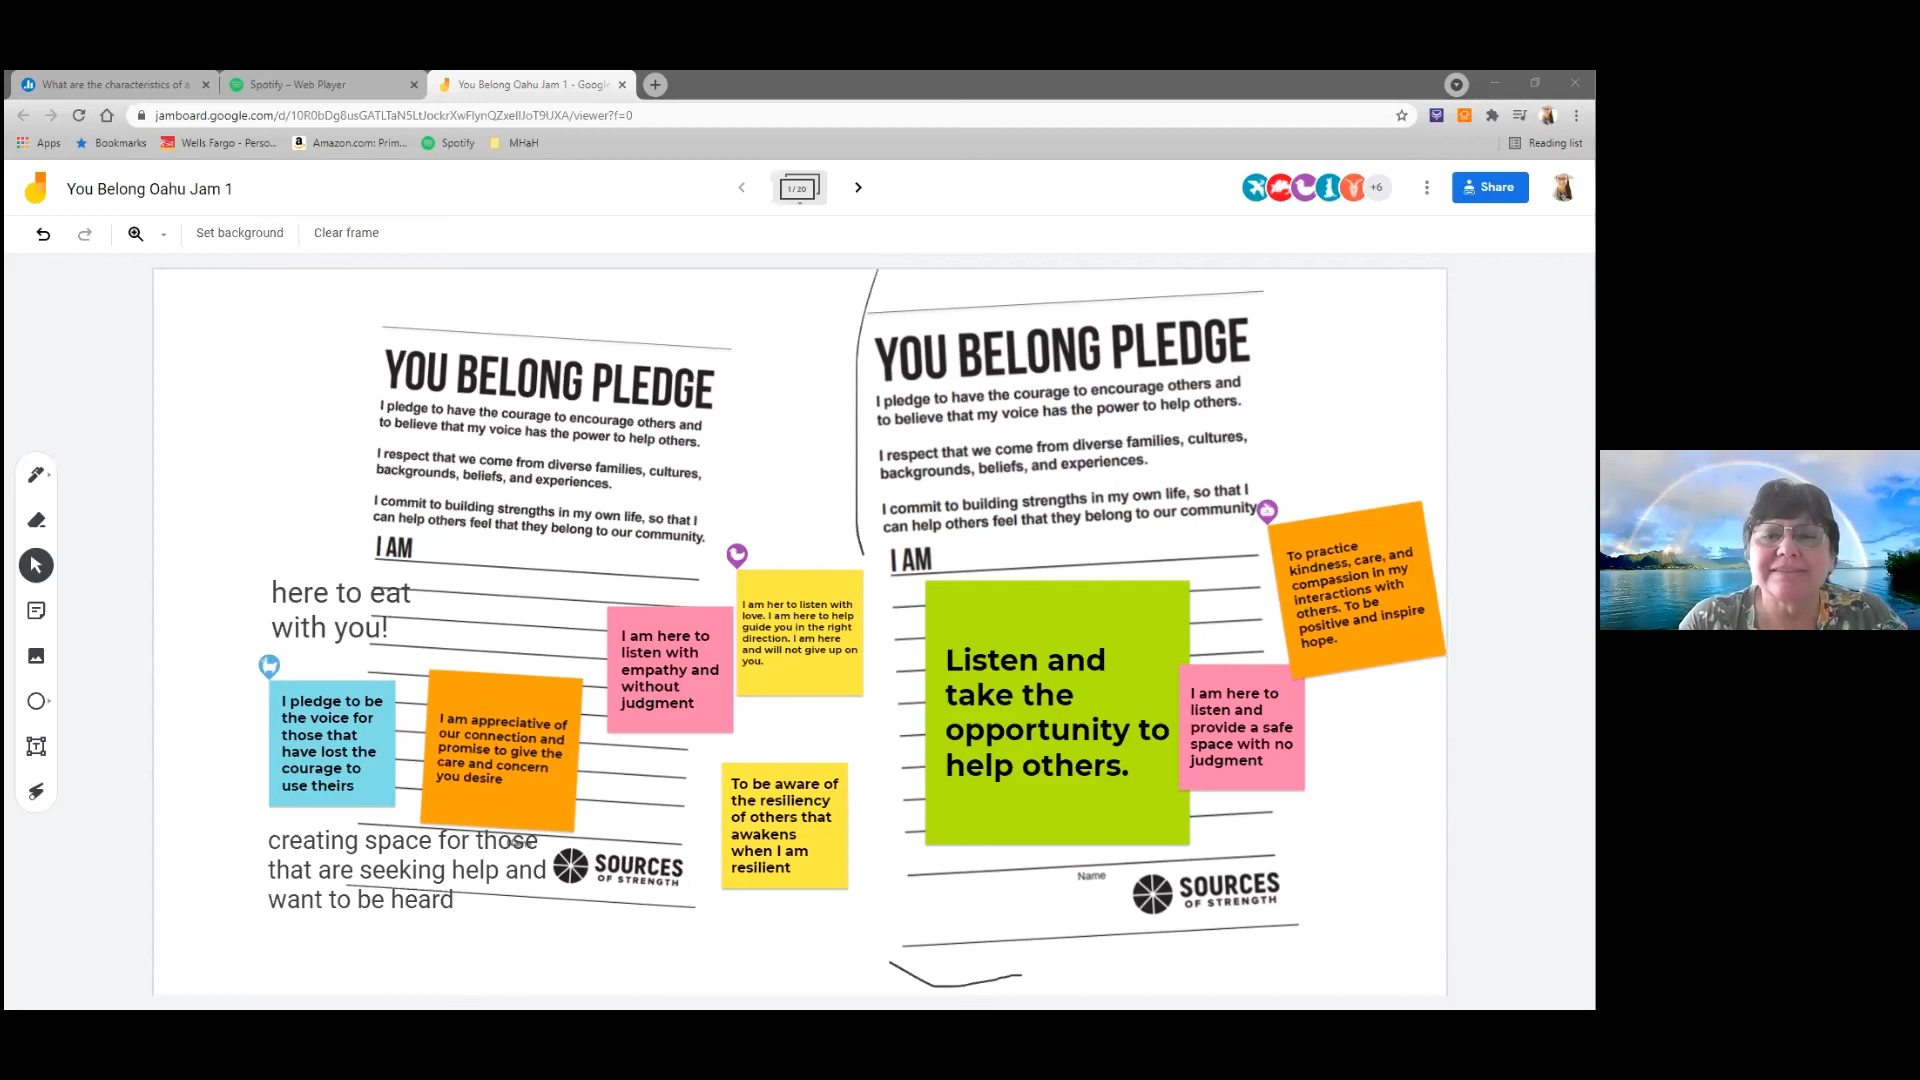 What are the characteristics of a
Spotify – Web Player
You Belong Oahu Jam 1 - Google
jamboard.google.com/d/10R0bDg8usGATLTaN5LtJockrXwFlynQZxelIJoT9UXA/viewer?f=0
Apps
Bookmarks
Wells Fargo - Perso...
Amazon.com: Prim...
Spotify
MHaH
Reading list
You Belong Oahu Jam 1
1/20
+6
Share
Set background
Clear frame
YOU BELONG PLEDGE
I pledge to have the courage to encourage others and
to believe that my voice has the power to help others.
I respect that we come from diverse families, cultures,
backgrounds, beliefs, and experiences.
I commit to building strengths in my own life, so that I
can help others feel that they belong to our community.
I AM
here to eat
with you!
I pledge to be
the voice for
those that
have lost the
courage to
use theirs
I am appreciative of
our connection and
promise to give the
care and concern
you desire
I am here to
listen with
empathy and
without
judgment
I am her to listen with
love. I am here to help
guide you in the right
direction. I am here
and will not give up on
you.
To be aware of
the resiliency
of others that
awakens
when I am
resilient
creating space for those
that are seeking help and
want to be heard
Name
SOURCES
OF STRENGTH
YOU BELONG PLEDGE
I pledge to have the courage to encourage others and
to believe that my voice has the power to help others.
I respect that we come from diverse families, cultures,
backgrounds, beliefs, and experiences.
I commit to building strengths in my own life, so that I
can help others feel that they belong to our community
I AM
Listen and
take the
opportunity to
help others.
I am here to
listen and
provide a safe
space with no
judgment
To practice
kindness, care, and
compassion in my
interactions with
others. To be
positive and inspire
hope.
Name
SOURCES
OF STRENGTH